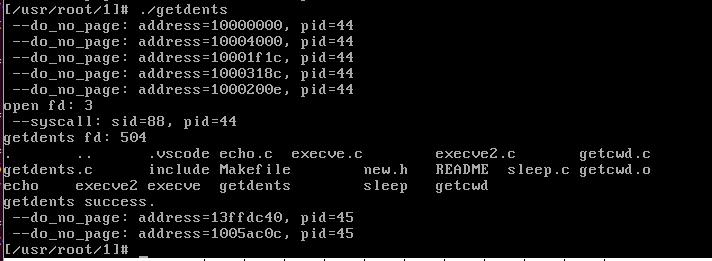 [/usr/root/1]# ./getdents
--do_no_page: address=10000000, pid=44
--do_no_page: address=10004000, pid=44
--do_no_page: address=10001f1c, pid=44
--do_no_page: address=1000318c, pid=44
--do_no_page: address=1000200e, pid=44
open fd: 3
--syscall: sid=88, pid=44
getdents fd: 504
. .. .vscode echo.c execve.c execve2.c getcwd.c
getdents.c include Makefile new.h README sleep.c getcwd.o
echo execve2 execve getdents sleep getcwd
getdents success.
--do_no_page: address=13ffdc40, pid=45
--do_no_page: address=1005ac0c, pid=45
[/usr/root/1]# _